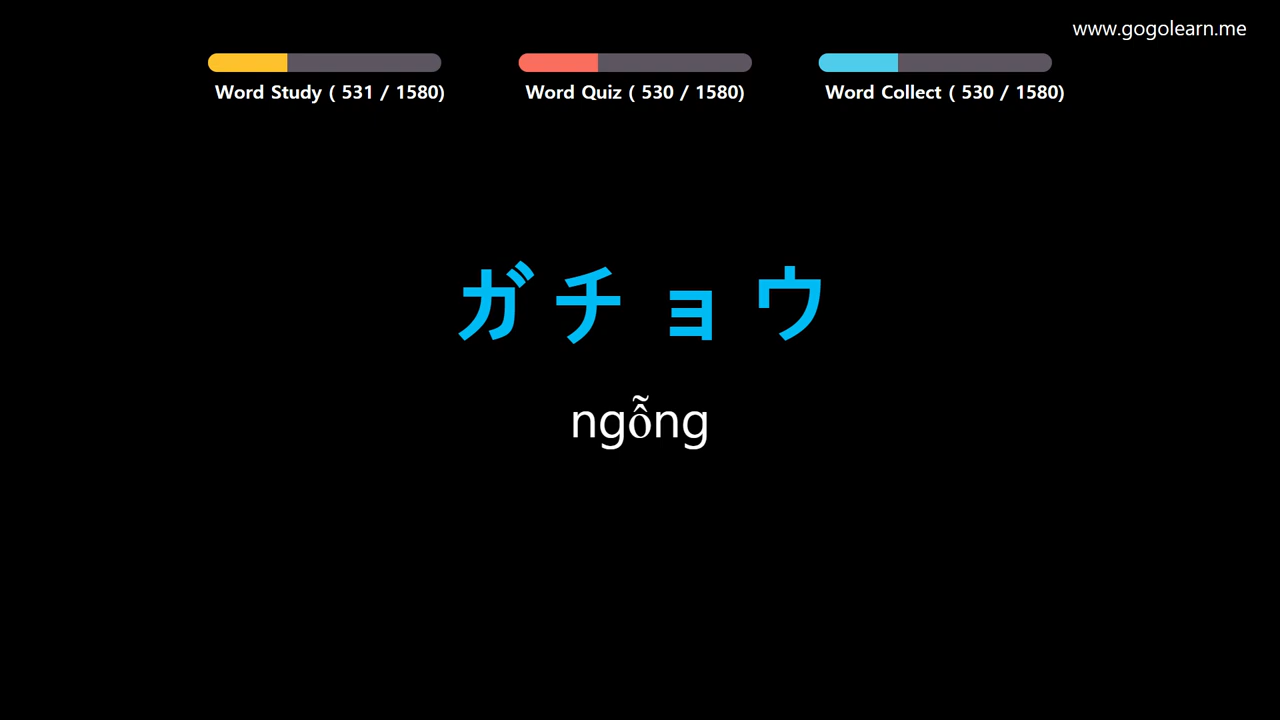 www.gogolearn.me
Word Study ( 531 / 1580)
Word Quiz ( 530 / 1580)
Word Collect ( 530 / 1580)
ガチョウ
ngỗng